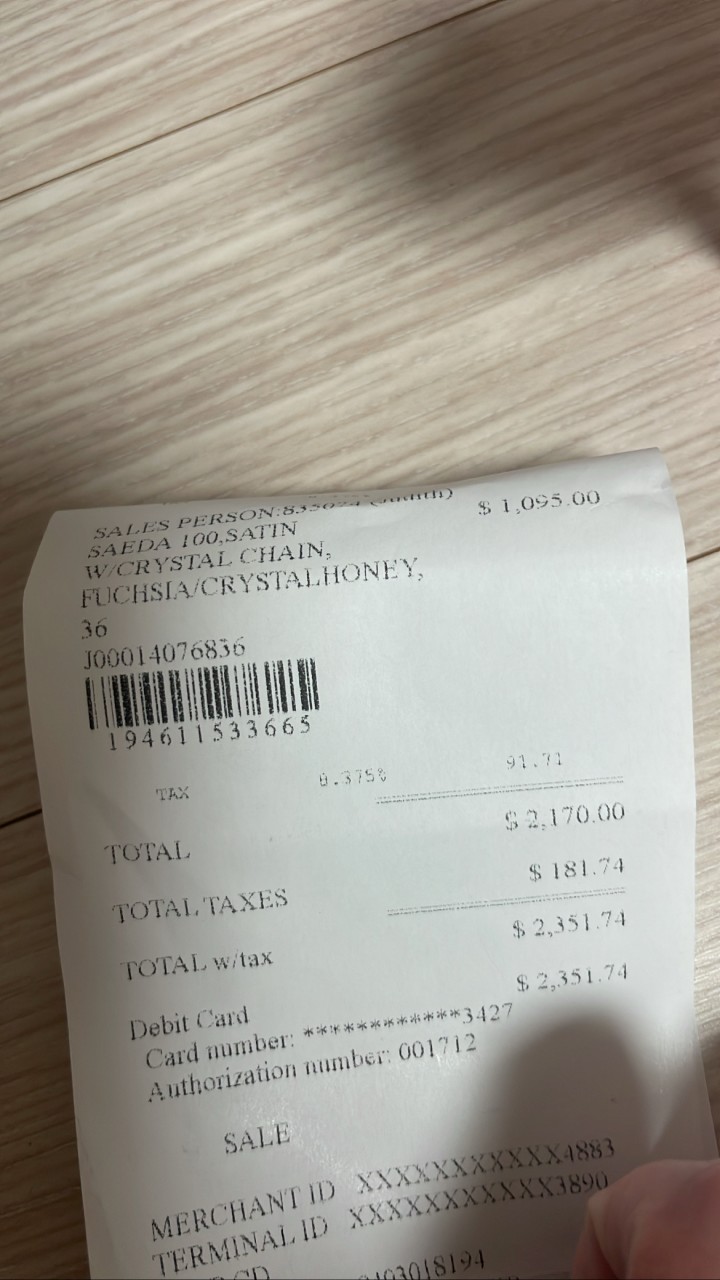 SALES PERSON:
SAEDA 100,SATIN $ 1,095.00
W/CRYSTAL CHAIN,
FUCHSIA/CRYSTALHONEY,
36
J00014076836
194611533665
TAX 8.375% 91.71
TOTAL $ 2,170.00
TOTAL TAXES $ 181.74
TOTAL w/tax $ 2,351.74
Debit Card $ 2,351.74
Card number: ************3427
Authorization number: 001712
SALE
MERCHANT ID XXXXXXXXXXX4883
TERMINAL ID XXXXXXXXXXX3890